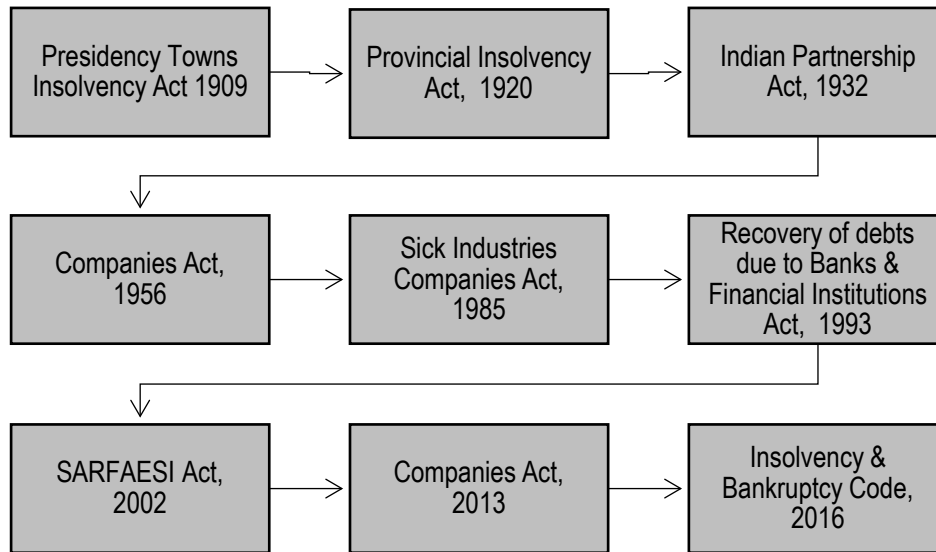 Presidency Towns
Insolvency Act 1909
Provincial Insolvency
Act, 1920
Indian Partnership
Act, 1932
Companies Act,
1956
Sick Industries
Companies Act,
1985
Recovery of debts
due to Banks &
Financial Institutions
Act, 1993
SARFAESI Act,
2002
Companies Act,
2013
Insolvency &
Bankruptcy Code,
2016